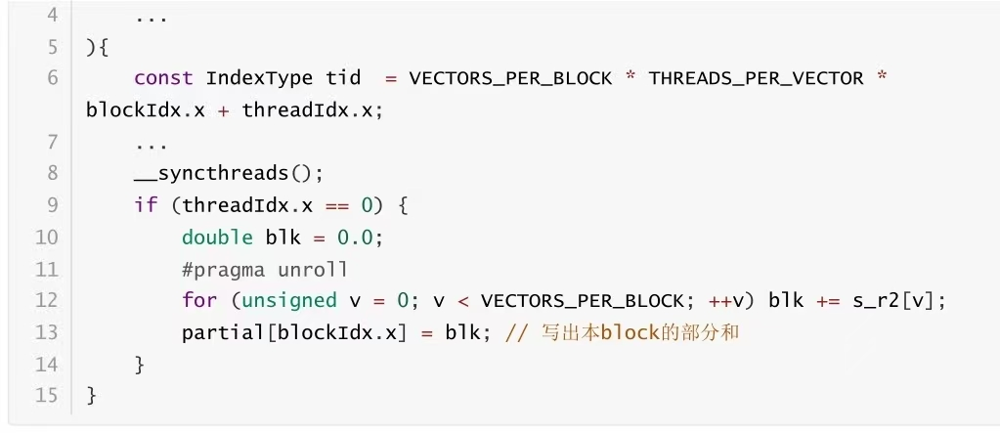 4 ...
5 ){
6 const IndexType tid = VECTORS_PER_BLOCK * THREADS_PER_VECTOR *
blockIdx.x + threadIdx.x;
7 ...
8 __syncthreads();
9 if (threadIdx.x == 0) {
10 double blk = 0.0;
11 #pragma unroll
12 for (unsigned v = 0; v < VECTORS_PER_BLOCK; ++v) blk += s_r2[v];
13 partial[blockIdx.x] = blk; // 写出本block的部分和
14 }
15 }